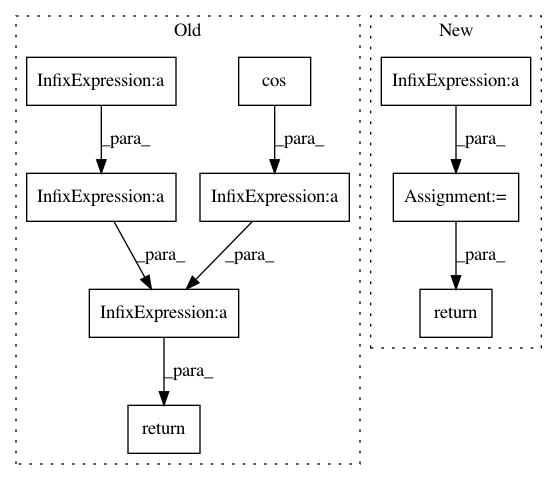 Old
New
InfixExpression:a
cos
InfixExpression:a
_para_
_para_
_para_
InfixExpression:a
InfixExpression:a
Assignment:=
_para_
_para_
_para_
InfixExpression:a
return
_para_
return